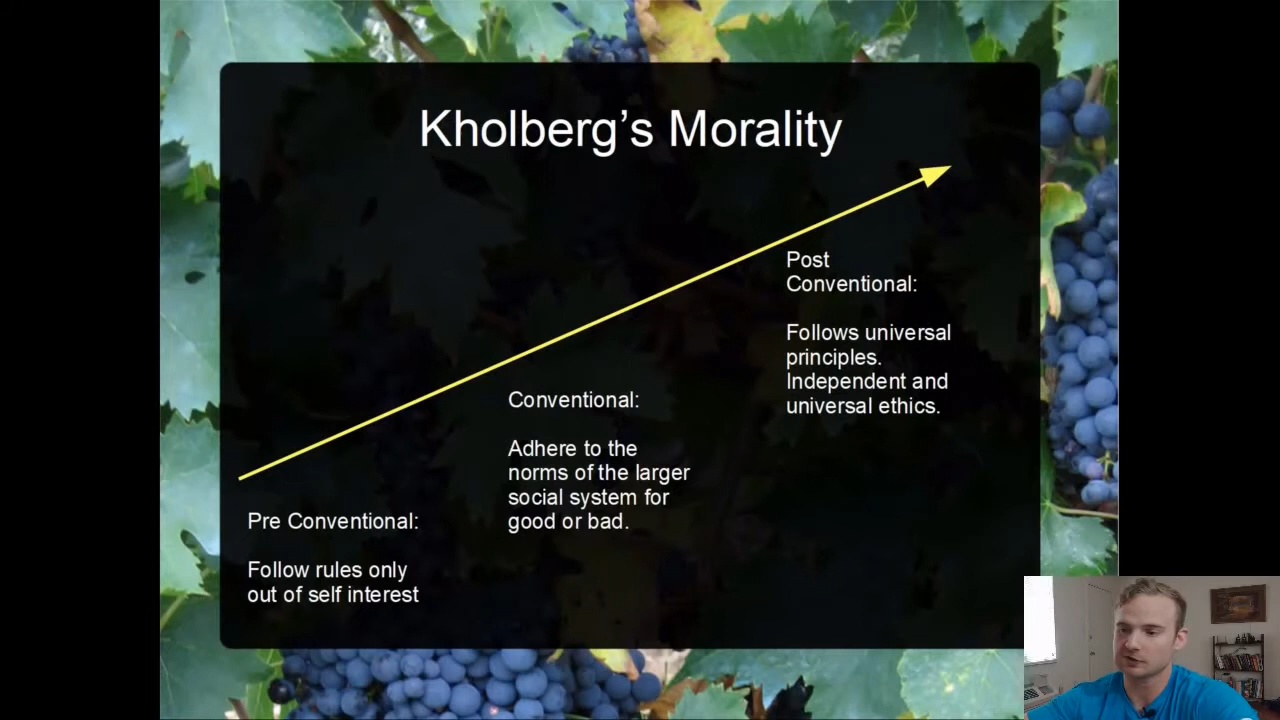 Kholberg's Morality
Post
Conventional:
Follows universal
principles.
Independent and
universal ethics.
Conventional:
Adhere to the
norms of the larger
social system for
good or bad.
Pre Conventional:
Follow rules only
out of self interest